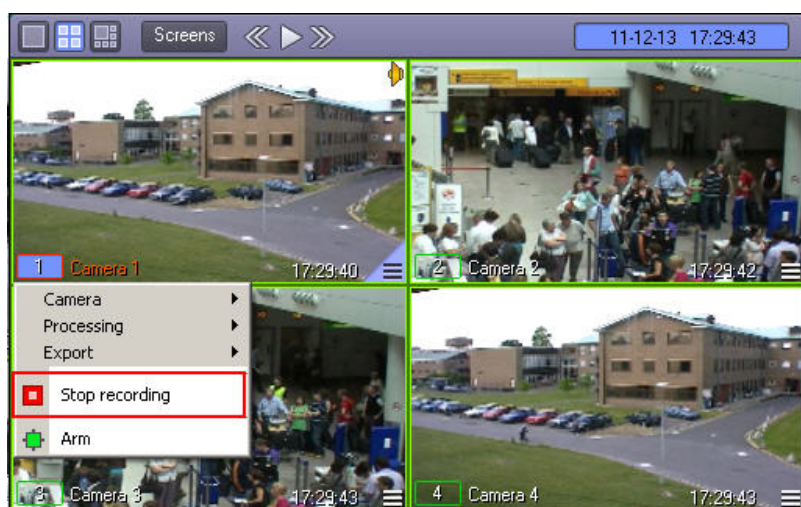 Screens
11-12-13 17:29:43
1 Camera 1 17:29:40
2 Camera 2 17:29:42
Camera
Processing
Export
Stop recording
Arm
3 Camera 3 17:29:43
4 Camera 4 17:29:43